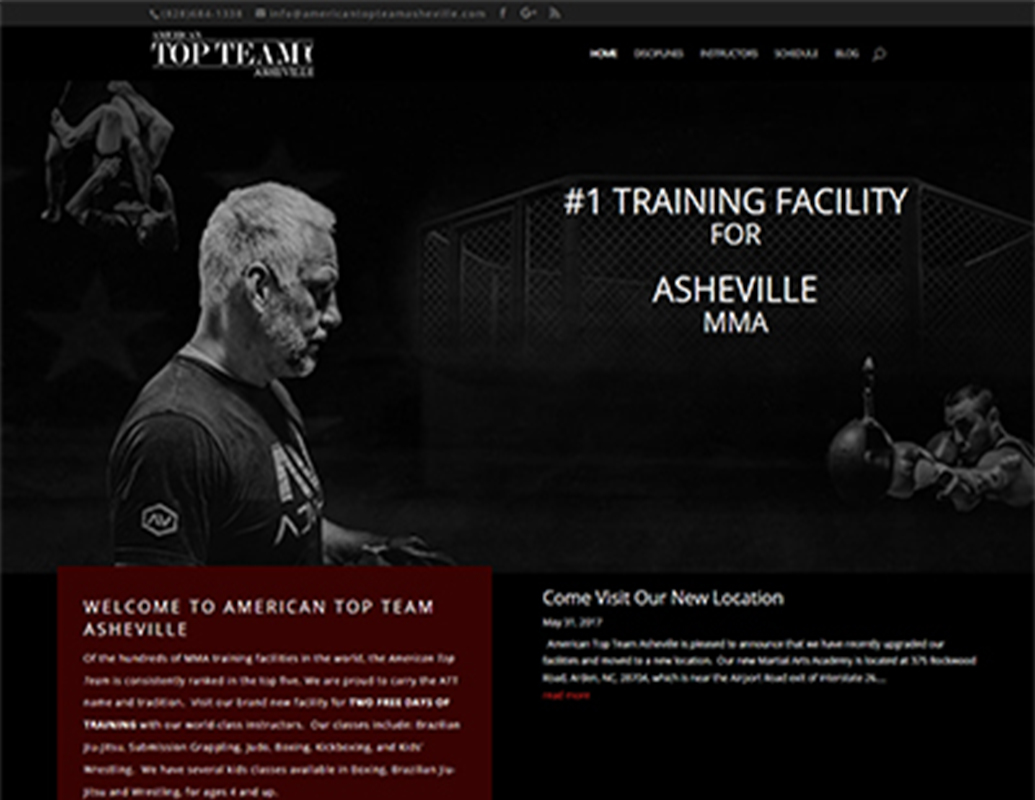 (828)684-1338 info@americantopteamasheville.com
AMERICAN
TOP TEAM
ASHEVILLE
HOME DISCIPLINES INSTRUCTORS SCHEDULE BLOG
#1 TRAINING FACILITY
FOR
ASHEVILLE
MMA
WELCOME TO AMERICAN TOP TEAM
ASHEVILLE
Of the hundreds of MMA training facilities in the world, the American Top
Team is consistently ranked in the top five. We are proud to carry the ATT
name and tradition. Visit our brand new facility for TWO FREE DAYS OF
TRAINING with our world-class instructors. Our classes include: Brazilian
Jiu-Jitsu, Submission Grappling, Judo, Boxing, Kickboxing, and Kids'
Wrestling. We have several kids classes available in Boxing, Brazilian Jiu-
Jitsu and Wrestling, for ages 4 and up.
Come Visit Our New Location
May 31, 2017
American Top Team Asheville is pleased to announce that we have recently upgraded our
facilities and moved to a new location. Our new Martial Arts Academy is located at 375 Rockwood
Road, Arden, NC, 28704, which is near the Airport Road exit of Interstate 26....
read more